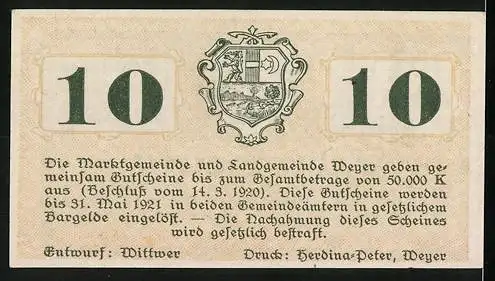 10 10
Die Marktgemeinde und Landgemeinde Weyer geben ge-
meinsam Gutscheine bis zum Gesamtbetrage von 50.000 K
aus (Beschluß vom 14. 3. 1920). Diese Gutscheine werden
bis 31. Mai 1921 in beiden Gemeindeämtern in gesetzlichem
Bargelde eingelöst. — Die Nachahmung dieses Scheines
wird gesetzlich bestraft.
Entwurf: Wittwer Druck: Herdina-Peter, Weyer